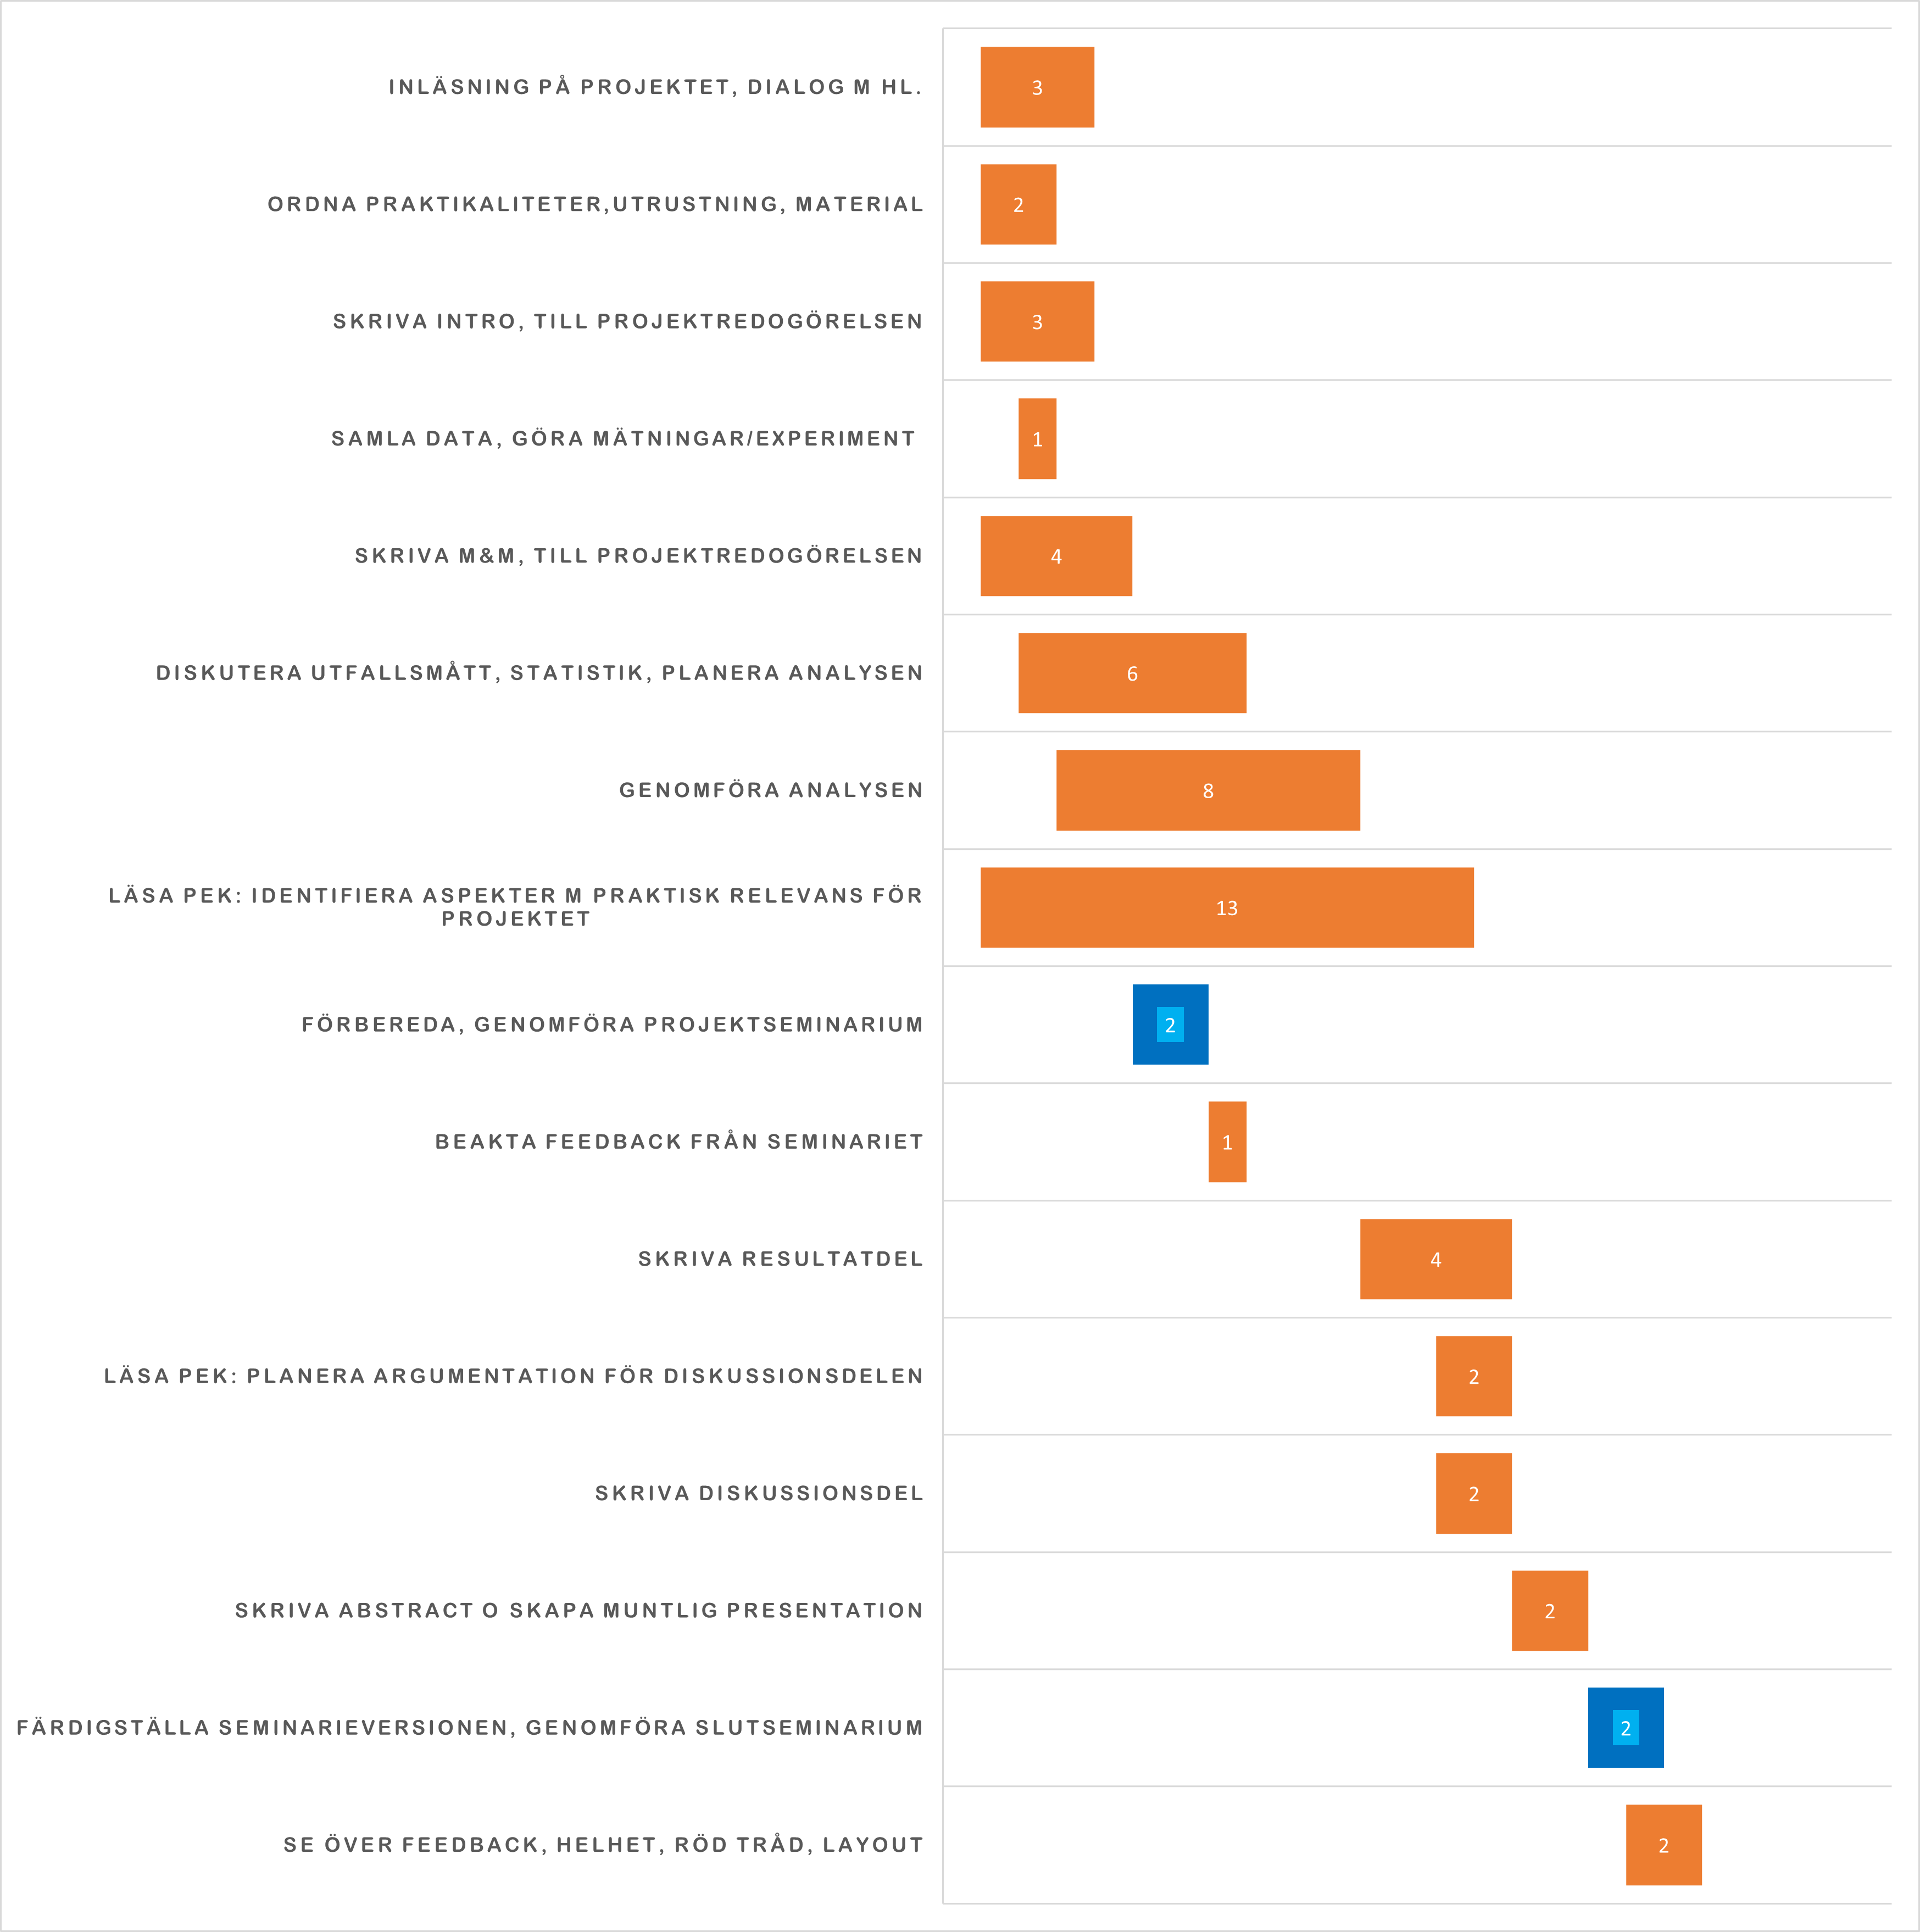 INLÄSNING PÅ PROJEKTET, DIALOG M HL.
3
ORDNA PRAKTIKALITETER,UTRUSTNING, MATERIAL
2
SKRIVA INTRO, TILL PROJEKTREDOGÖRELSEN
3
SAMLA DATA, GÖRA MÄTNINGAR/EXPERIMENT
1
SKRIVA M&M, TILL PROJEKTREDOGÖRELSEN
4
DISKUTERA UTFALLSMÅTT, STATISTIK, PLANERA ANALYSEN
6
GENOMFÖRA ANALYSEN
8
LÄSA PEK: IDENTIFIERA ASPEKTER M PRAKTISK RELEVANS FÖR
PROJEKTET
13
FÖRBEREDA, GENOMFÖRA PROJEKTSEMINARIUM
2
BEAKTA FEEDBACK FRÅN SEMINARIET
1
SKRIVA RESULTATDEL
4
LÄSA PEK: PLANERA ARGUMENTATION FÖR DISKUSSIONSDELEN
2
SKRIVA DISKUSSIONSDEL
2
SKRIVA ABSTRACT O SKAPA MUNTLIG PRESENTATION
2
FÄRDIGSTÄLLA SEMINARIEVERSIONEN, GENOMFÖRA SLUTSEMINARIUM
2
SE ÖVER FEEDBACK, HELHET, RÖD TRÅD, LAYOUT
2